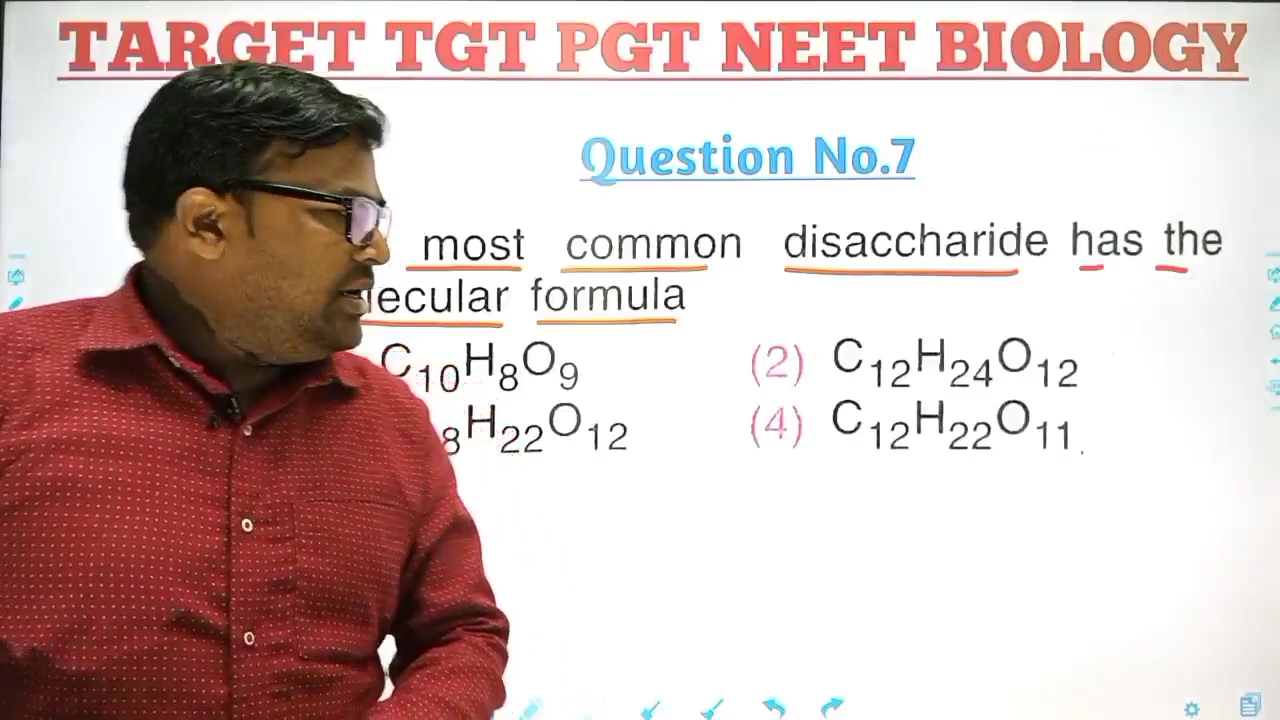 TARGET TGT PGT NEET BIOLOGY
Question No.7
most common disaccharide has the
lecular formula
C₁₀H₈O₉ (2) C₁₂H₂₄O₁₂
₈H₂₂O₁₂ (4) C₁₂H₂₂O₁₁